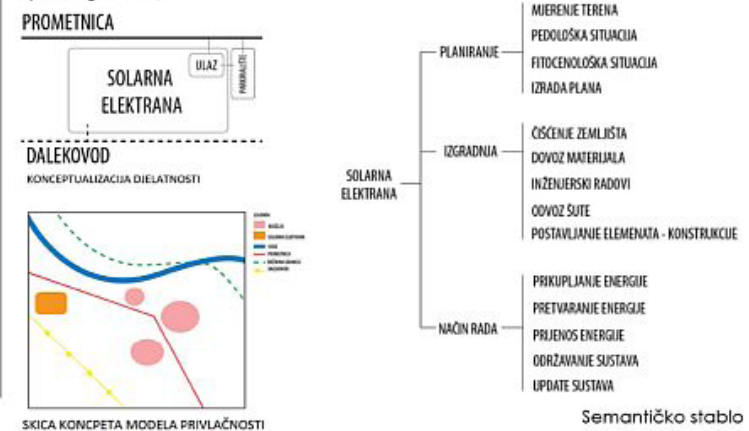 PROMETNICA
ULAZ
PARKIRALIŠTE
SOLARNA
ELEKTRANA
DALEKOVOD
KONCEPTUALIZACIJA DJELATNOSTI
SKICA KONCPETA MODELA PRIVLAČNOSTI
SOLARNA
ELEKTRANA
PLANIRANJE
MJERENJE TERENA
PEDOLOŠKA SITUACIJA
FITOCENOLOŠKA SITUACIJA
IZRADA PLANA
IZGRADNJA
ČIŠĆENJE ZEMLJIŠTA
DOVOZ MATERIJALA
INŽENJERSKI RADOVI
ODVOZ ŠUTE
POSTAVLJANJE ELEMENATA - KONSTRUKCIJE
NAČIN RADA
PRIKUPLJANJE ENERGIJE
PRETVARANJE ENERGIJE
PRIJENOS ENERGIJE
ODRŽAVANJE SUSTAVA
UPDATE SUSTAVA
Semantičko stablo